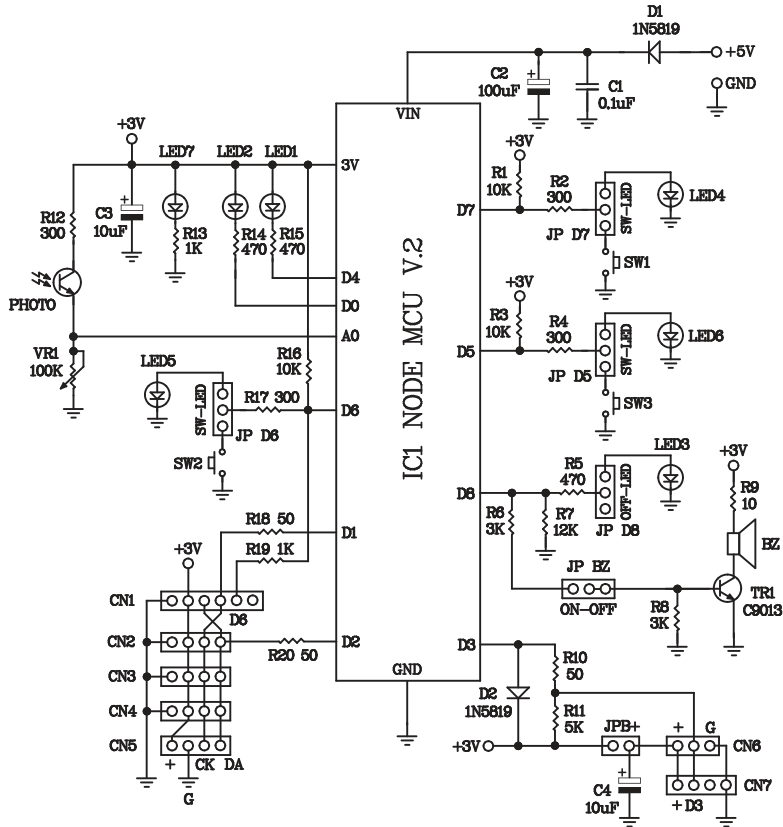 D1
1N5819
+5V
C2
100uF
+
C1
0.1uF
GND
VIN
+3V
LED7
LED2
LED1
3V
+3V
R1
10K
R2
300
SW-LED
LED4
D7
JP D7
SW1
R12
300
C3
10uF
+
R13
1K
R14
470
R15
470
D4
PHOTO
D0
A0
VR1
100K
LED5
R16
10K
IC1 NODE MCU V.2
+3V
R3
10K
R4
300
SW-LED
LED6
D5
JP D5
SW3
SW-LED
R17 300
D6
JP D6
SW2
LED3
+3V
R5
470
OFF-LED
R9
10
D8
R6
3K
R7
12K
JP D8
BZ
R18 50
D1
R19 1K
+3V
JP BZ
ON-OFF
TR1
C9013
R8
3K
CN1
D6
CN2
R20 50
D2
D3
GND
CN3
R10
50
D2
1N5819
CN4
R11
5K
JPB+
+ G
CN6
CN5
+3V
+ CK DA
G
C4
10uF
+
CN7
+ D3